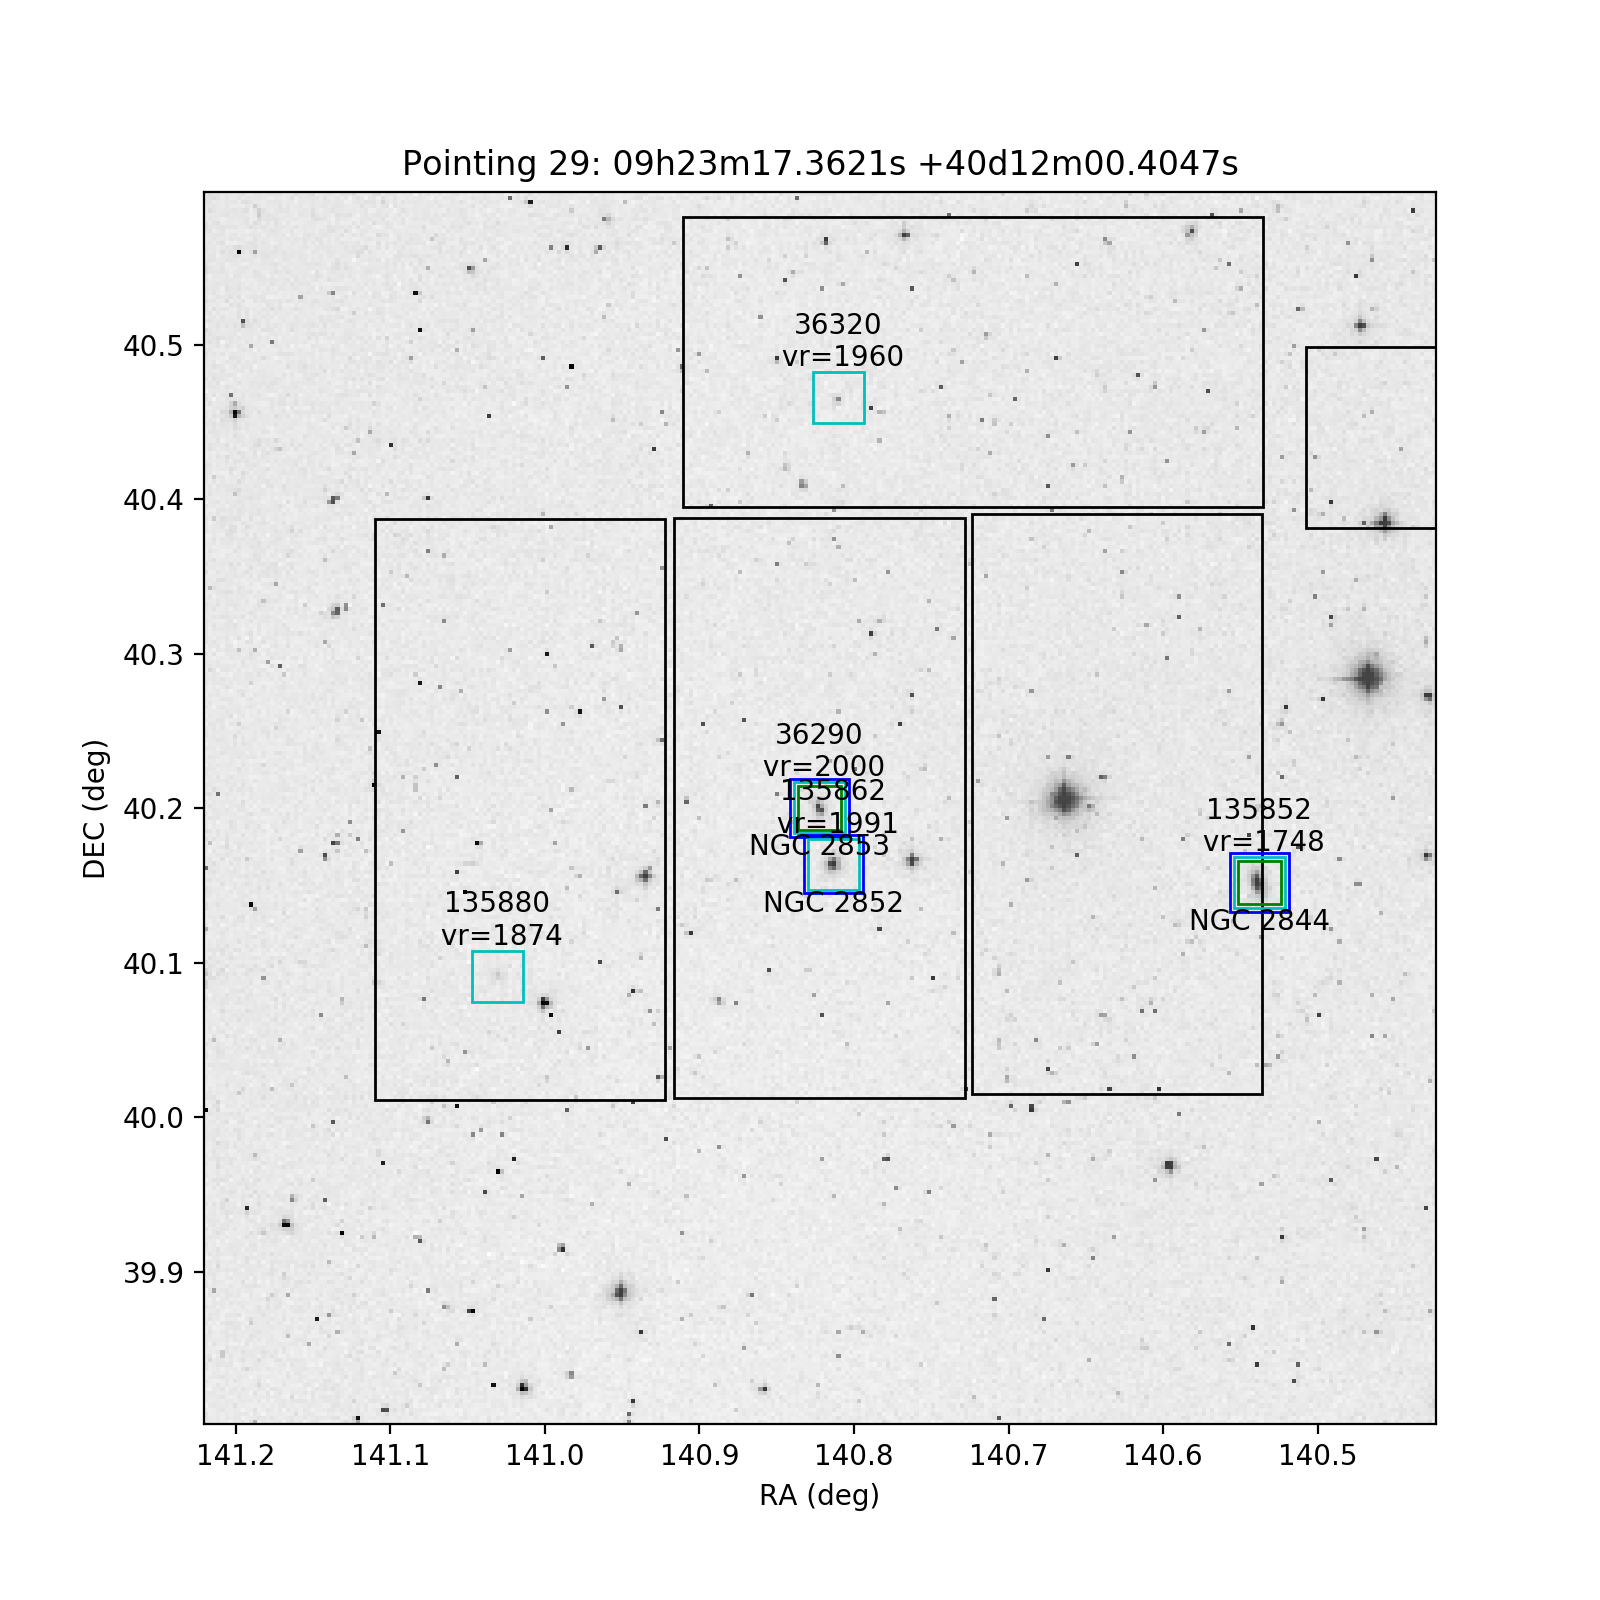 Pointing 29: 09h23m17.3621s +40d12m00.4047s
36320
vr=1960
36290
vr=2000
135862
vr=1991
NGC 2853
NGC 2852
135852
vr=1748
NGC 2844
135880
vr=1874
40.5
40.4
40.3
40.2
40.1
40.0
39.9
DEC (deg)
141.2 141.1 141.0 140.9 140.8 140.7 140.6 140.5
RA (deg)